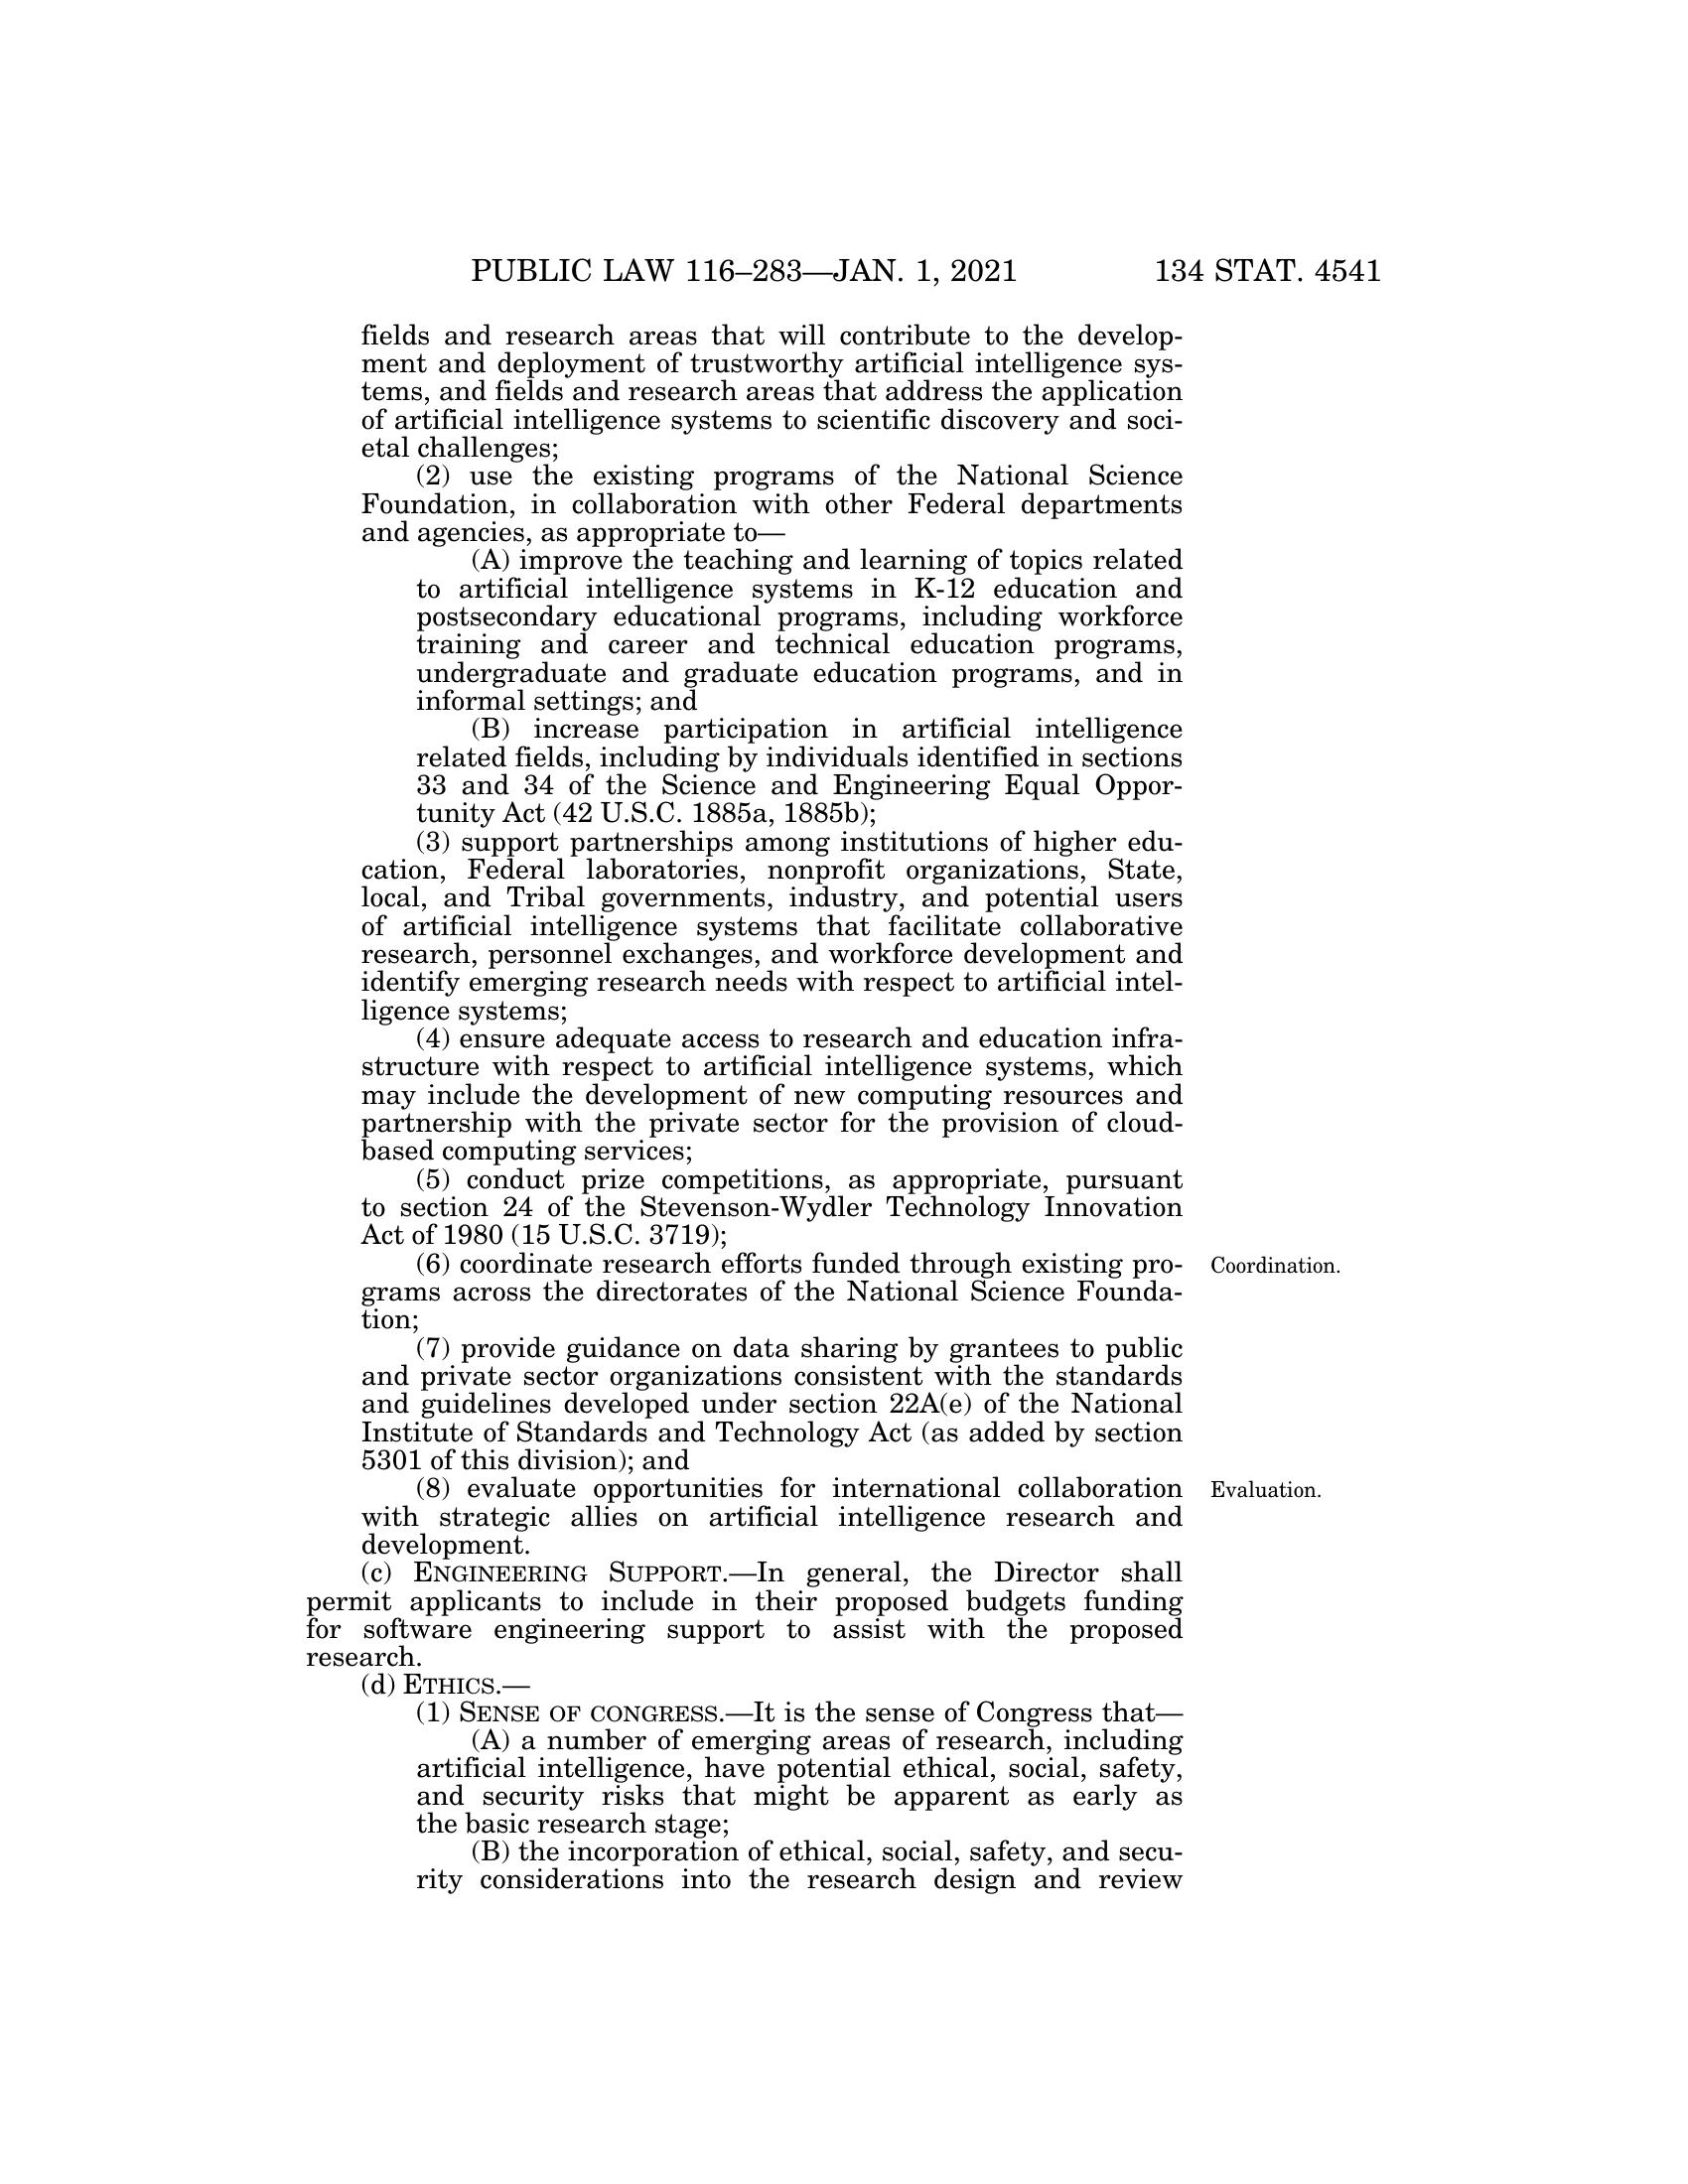 PUBLIC LAW 116–283—JAN. 1, 2021 134 STAT. 4541
fields and research areas that will contribute to the develop-
ment and deployment of trustworthy artificial intelligence sys-
tems, and fields and research areas that address the application
of artificial intelligence systems to scientific discovery and soci-
etal challenges;
(2) use the existing programs of the National Science
Foundation, in collaboration with other Federal departments
and agencies, as appropriate to—
(A) improve the teaching and learning of topics related
to artificial intelligence systems in K-12 education and
postsecondary educational programs, including workforce
training and career and technical education programs,
undergraduate and graduate education programs, and in
informal settings; and
(B) increase participation in artificial intelligence
related fields, including by individuals identified in sections
33 and 34 of the Science and Engineering Equal Oppor-
tunity Act (42 U.S.C. 1885a, 1885b);
(3) support partnerships among institutions of higher edu-
cation, Federal laboratories, nonprofit organizations, State,
local, and Tribal governments, industry, and potential users
of artificial intelligence systems that facilitate collaborative
research, personnel exchanges, and workforce development and
identify emerging research needs with respect to artificial intel-
ligence systems;
(4) ensure adequate access to research and education infra-
structure with respect to artificial intelligence systems, which
may include the development of new computing resources and
partnership with the private sector for the provision of cloud-
based computing services;
(5) conduct prize competitions, as appropriate, pursuant
to section 24 of the Stevenson-Wydler Technology Innovation
Act of 1980 (15 U.S.C. 3719);
(6) coordinate research efforts funded through existing pro- Coordination.
grams across the directorates of the National Science Founda-
tion;
(7) provide guidance on data sharing by grantees to public
and private sector organizations consistent with the standards
and guidelines developed under section 22A(e) of the National
Institute of Standards and Technology Act (as added by section
5301 of this division); and
(8) evaluate opportunities for international collaboration Evaluation.
with strategic allies on artificial intelligence research and
development.
(c) ENGINEERING SUPPORT.—In general, the Director shall
permit applicants to include in their proposed budgets funding
for software engineering support to assist with the proposed
research.
(d) ETHICS.—
(1) SENSE OF CONGRESS.—It is the sense of Congress that—
(A) a number of emerging areas of research, including
artificial intelligence, have potential ethical, social, safety,
and security risks that might be apparent as early as
the basic research stage;
(B) the incorporation of ethical, social, safety, and secu-
rity considerations into the research design and review